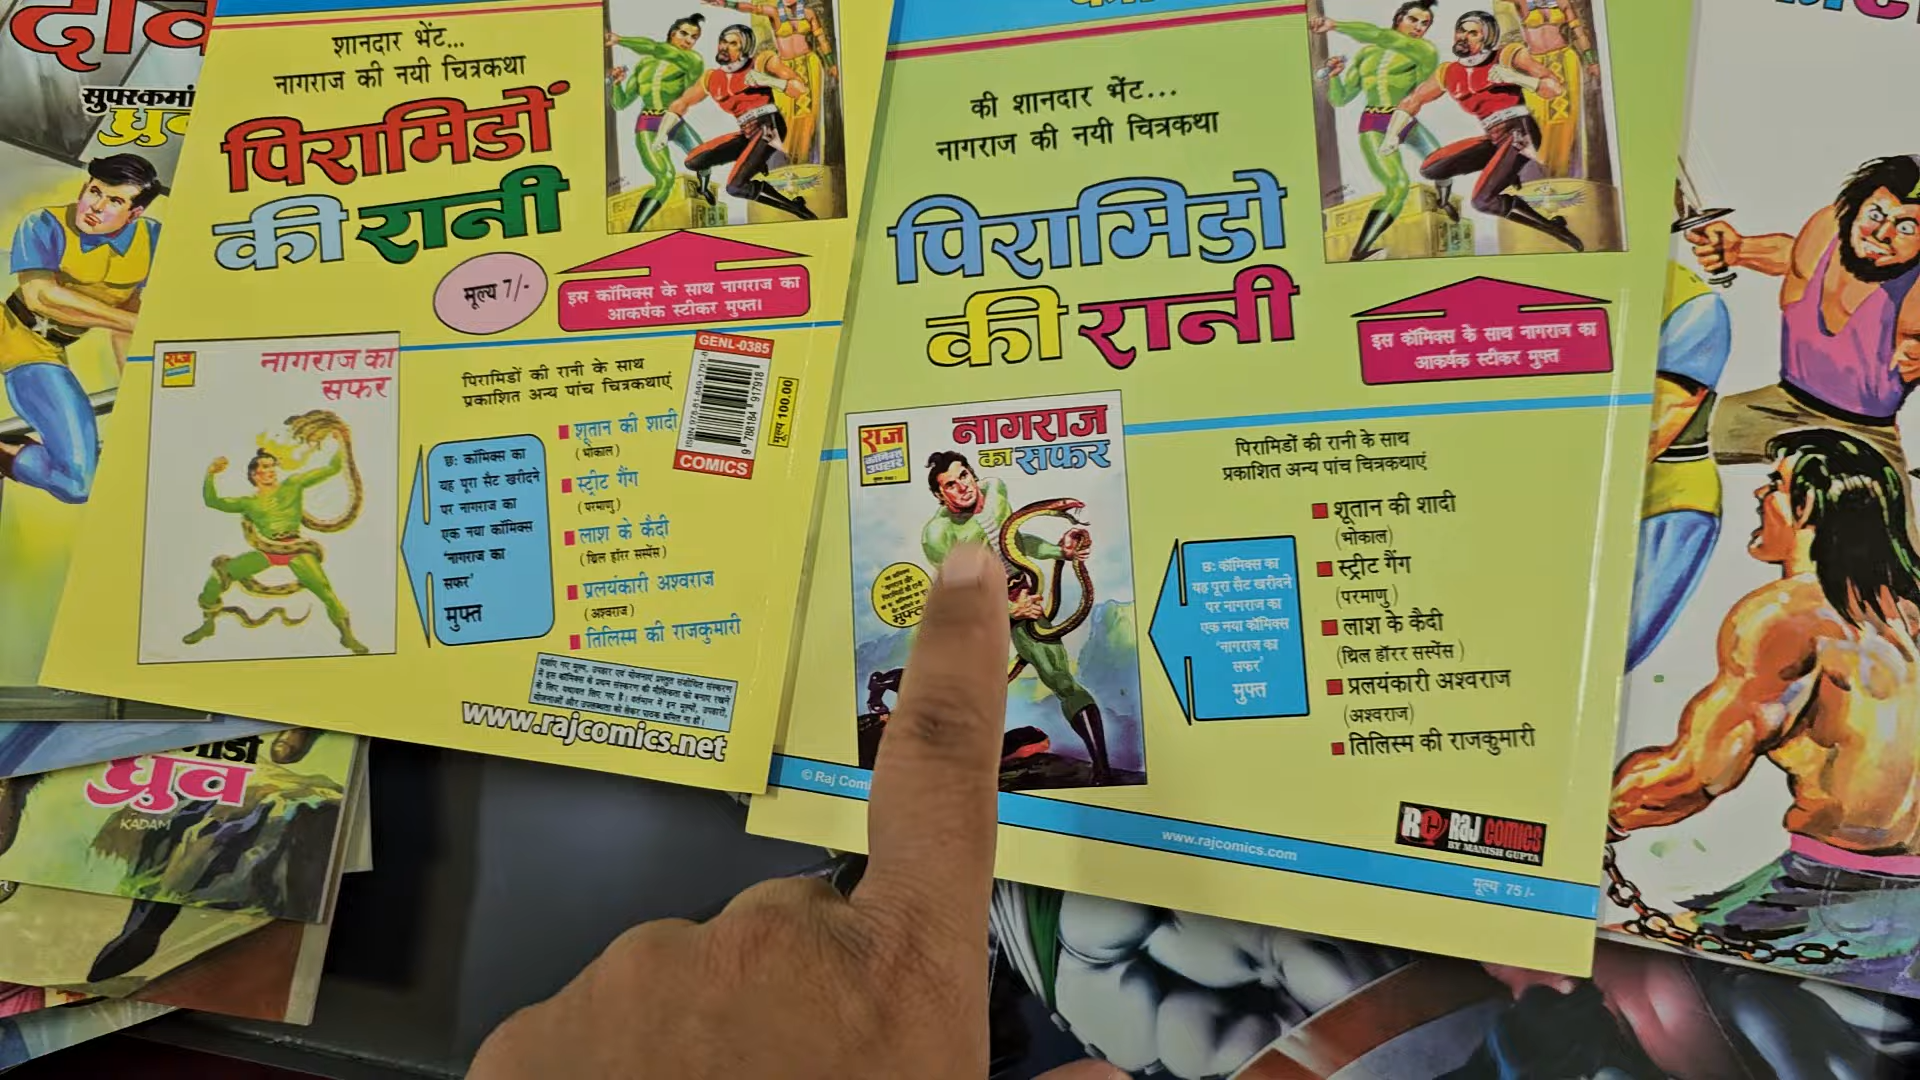 सुपरकमां
ध्रुव
शानदार भेंट...
नागराज की नयी चित्रकथा
पिरामिडों
की रानी
मूल्य 7/-
इस कॉमिक्स के साथ नागराज का
आकर्षक स्टीकर मुफ्त।
राज
नागराज का
सफर
पिरामिडों की रानी के साथ
प्रकाशित अन्य पांच चित्रकथाएं
छः कॉमिक्स का
यह पूरा सैट खरीदने
पर नागराज का
एक नया कॉमिक्स
'नागराज का
सफर'
मुफ्त
शूतान की शादी
(भोकाल)
स्ट्रीट गैंग
(परमाणु)
लाश के कैदी
(थ्रिल हॉरर सस्पेंस)
प्रलयंकारी अश्वराज
(अश्वराज)
तिलिस्म की राजकुमारी
GENL-0385
COMICS
मूल्य 100.00
www.rajcomics.net
ध्रुव
KADAM
की शानदार भेंट...
नागराज की नयी चित्रकथा
पिरामिडो
की रानी
इस कॉमिक्स के साथ नागराज का
आकर्षक स्टीकर मुफ्त
राज
कॉमिक्स
उपहार
नागराज
का सफर
मुफ्त
पिरामिडों की रानी के साथ
प्रकाशित अन्य पांच चित्रकथाएं
छः कॉमिक्स का
यह पूरा सैट खरीदने
पर नागराज का
एक नया कॉमिक्स
'नागराज का
सफर'
मुफ्त
शूतान की शादी
(भोकाल)
स्ट्रीट गैंग
(परमाणु)
लाश के कैदी
(थ्रिल हॉरर सस्पेंस)
प्रलयंकारी अश्वराज
(अश्वराज)
तिलिस्म की राजकुमारी
© Raj Comi
www.rajcomics.com
RC RAJ COMICS
BY MANISH GUPTA
मूल्य 75/-